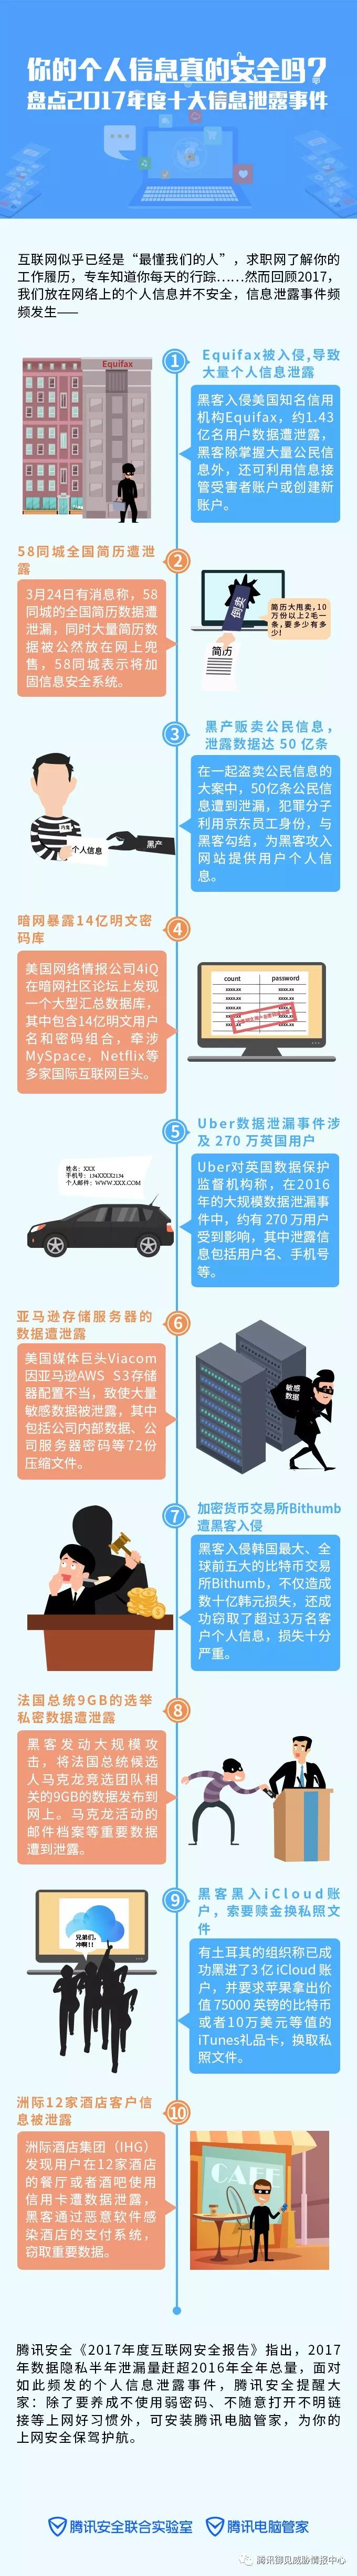 你的个人信息真的安全吗?
盘点2017年度十大信息泄露事件
互联网似乎已经是“最懂我们的人”，求职网了解你的
工作履历，专车知道你每天的行踪……然而回顾2017，
我们放在网络上的个人信息并不安全，信息泄露事件频
频发生——
1
Equifax被入侵,导致
大量个人信息泄露
Equifax
黑客入侵美国知名信用
机构Equifax，约1.43
亿名用户数据遭泄露，
黑客除掌握大量公民信
息外，还可利用信息接
管受害者账户或创建新
账户。
58同城全国简历遭泄
露
2
3月24日有消息称，58
同城的全国简历数据遭
泄漏，同时大量简历数
据被公然放在网上兜
售，58同城表示将加
固信息安全系统。
简历
简历大甩卖,10
万份以上2毛一
条,要多少有多
少!
3
黑产贩卖公民信息，
泄露数据达 50 亿条
在一起盗卖公民信息的
大案中，50亿条公民信
息遭到泄漏，犯罪分子
利用京东员工身份，与
黑客勾结，为黑客攻入
网站提供用户个人信
息。
个人信息
黑产
暗网暴露14亿明文密
码库
4
美国网络情报公司4iQ
在暗网社区论坛上发现
一个大型汇总数据库，
其中包含14亿明文用户
名和密码组合，牵涉
MySpace，Netflix等
多家国际互联网巨头。
count password
xxxx.xx xxxx.xx
xxxx.xx xxxx.xx
5
Uber数据泄漏事件涉
及 270 万英国用户
姓名：XXX
手机号：134XXXX2134
个人邮件：WWW.XXX.COM
Uber对英国数据保护
监督机构称，在2016
年的大规模数据泄漏事
件中，约有 270 万用户
受到影响，其中泄露信
息包括用户名、手机号
等。
亚马逊存储服务器的
数据遭泄露
6
美国媒体巨头Viacom
因亚马逊AWS S3存储
器配置不当，致使大量
敏感数据被泄露，其中
包括公司内部数据、公
司服务器密码等72份
压缩文件。
敏感
数据
7
加密货币交易所Bithumb
遭黑客入侵
黑客入侵韩国最大、全
球前五大的比特币交易
所Bithumb，不仅造成
数十亿韩元损失，还成
功窃取了超过3万名客
户个人信息，损失十分
严重。
法国总统9GB的选举
私密数据遭泄露
8
黑客发动大规模攻
击，将法国总统候选
人马克龙竞选团队相
关的9GB的数据发布到
网上。马克龙活动的
邮件档案等重要数据
遭到泄露。
9
黑客黑入iCloud账
户，索要赎金换私照文
件
兄弟们，
冲啊!!
有土耳其的组织称已成
功黑进了3 亿 iCloud 账
户，并要求苹果拿出价
值 75000 英镑的比特币
或者10万美元等值的
iTunes礼品卡，换取私
照文件。
洲际12家酒店客户信
息被泄露
10
洲际酒店集团（IHG）
发现用户在12家酒店
的餐厅或者酒吧使用
信用卡遭数据泄露，
黑客通过恶意软件感
染酒店的支付系统，
窃取重要数据。
CAFE
腾讯安全《2017年度互联网安全报告》指出，2017
年数据隐私半年泄漏量赶超2016年全年总量，面对
如此频发的个人信息泄露事件，腾讯安全提醒大
家：除了要养成不使用弱密码、不随意打开不明链
接等上网好习惯外，可安装腾讯电脑管家，为你的
上网安全保驾护航。
腾讯安全联合实验室 腾讯电脑管家
腾讯御见威胁情报中心